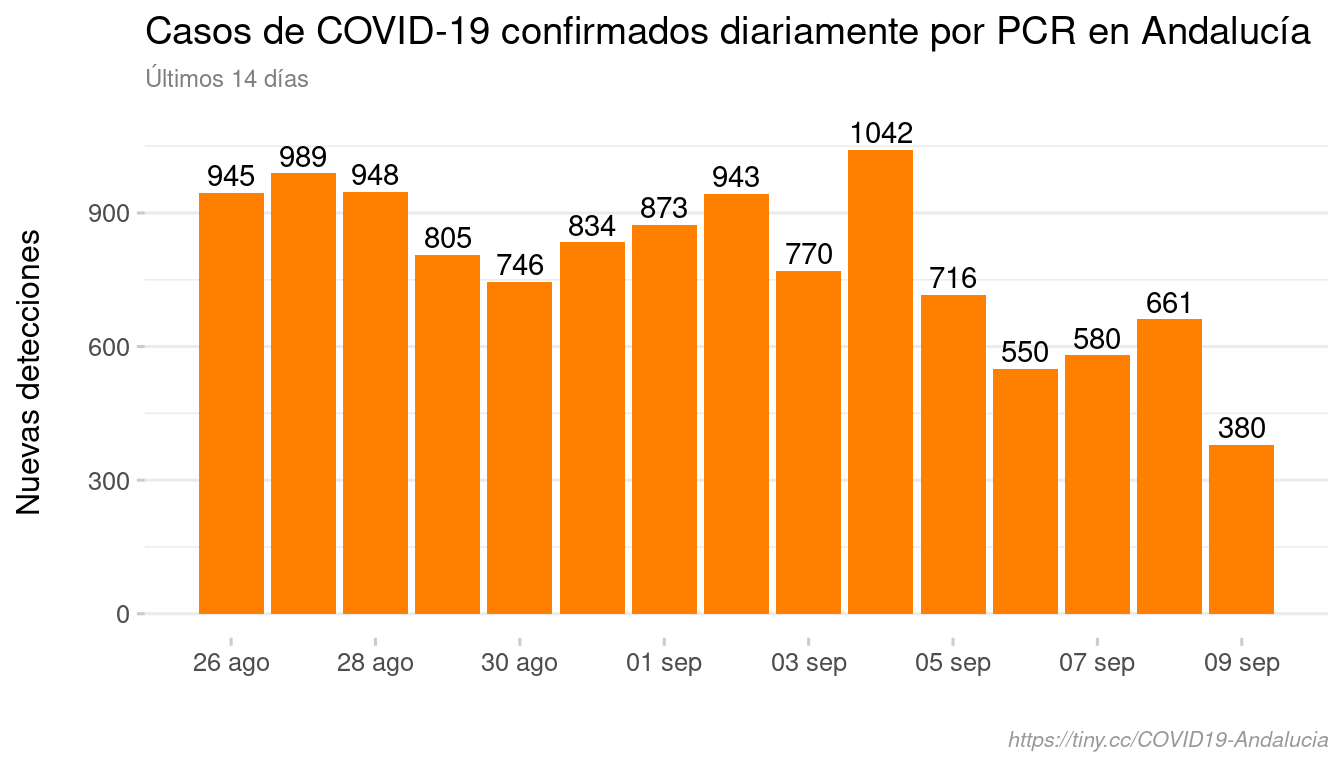 Casos de COVID-19 confirmados diariamente por PCR en Andalucía
Últimos 14 días
Nuevas detecciones
900
600
300
0
945
989
948
805
746
834
873
943
770
1042
716
550
580
661
380
26 ago
28 ago
30 ago
01 sep
03 sep
05 sep
07 sep
09 sep
https://tiny.cc/COVID19-Andalucia